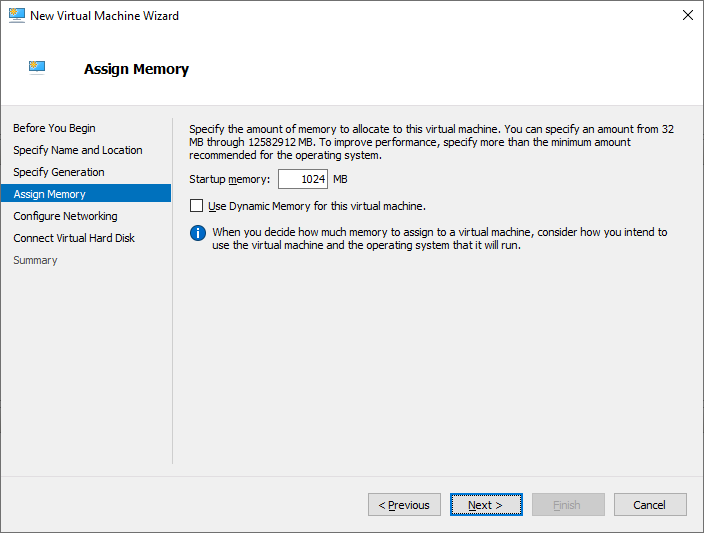 New Virtual Machine Wizard
Assign Memory
Before You Begin
Specify Name and Location
Specify Generation
Assign Memory
Configure Networking
Connect Virtual Hard Disk
Summary
Specify the amount of memory to allocate to this virtual machine. You can specify an amount from 32
MB through 12582912 MB. To improve performance, specify more than the minimum amount
recommended for the operating system.
Startup memory: 1024 MB
Use Dynamic Memory for this virtual machine.
When you decide how much memory to assign to a virtual machine, consider how you intend to
use the virtual machine and the operating system that it will run.
< Previous Next > Finish Cancel